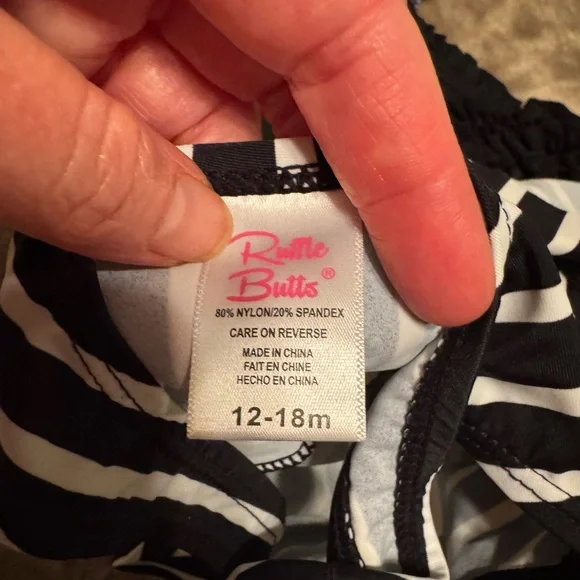 Ruffle
Butts®
80% NYLON/20% SPANDEX
CARE ON REVERSE
MADE IN CHINA
FAIT EN CHINE
HECHO EN CHINA
12-18m